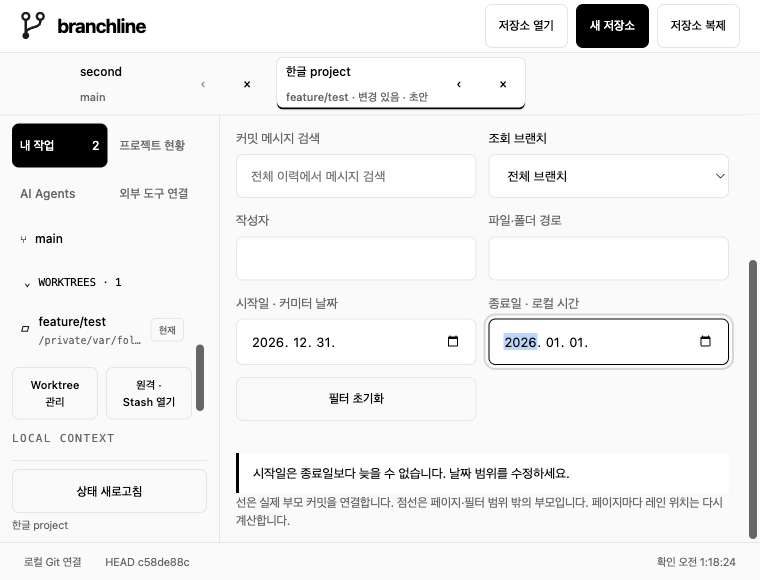 branchline
저장소 열기
새 저장소
저장소 복제
second
main
한글 project
feature/test · 변경 있음 · 초안
내 작업 2
프로젝트 현황
AI Agents
외부 도구 연결
main
WORKTREES · 1
feature/test
/private/var/fol…
현재
Worktree
관리
원격 ·
Stash 열기
LOCAL CONTEXT
상태 새로고침
한글 project
커밋 메시지 검색
전체 이력에서 메시지 검색
조회 브랜치
전체 브랜치
작성자
파일·폴더 경로
시작일 · 커미터 날짜
2026. 12. 31.
종료일 · 로컬 시간
2026. 01. 01.
필터 초기화
시작일은 종료일보다 늦을 수 없습니다. 날짜 범위를 수정하세요.
선은 실제 부모 커밋을 연결합니다. 점선은 페이지·필터 범위 밖의 부모입니다. 페이지마다 레인 위치는 다시
계산합니다.
로컬 Git 연결
HEAD c58de88c
확인 오전 1:18:24